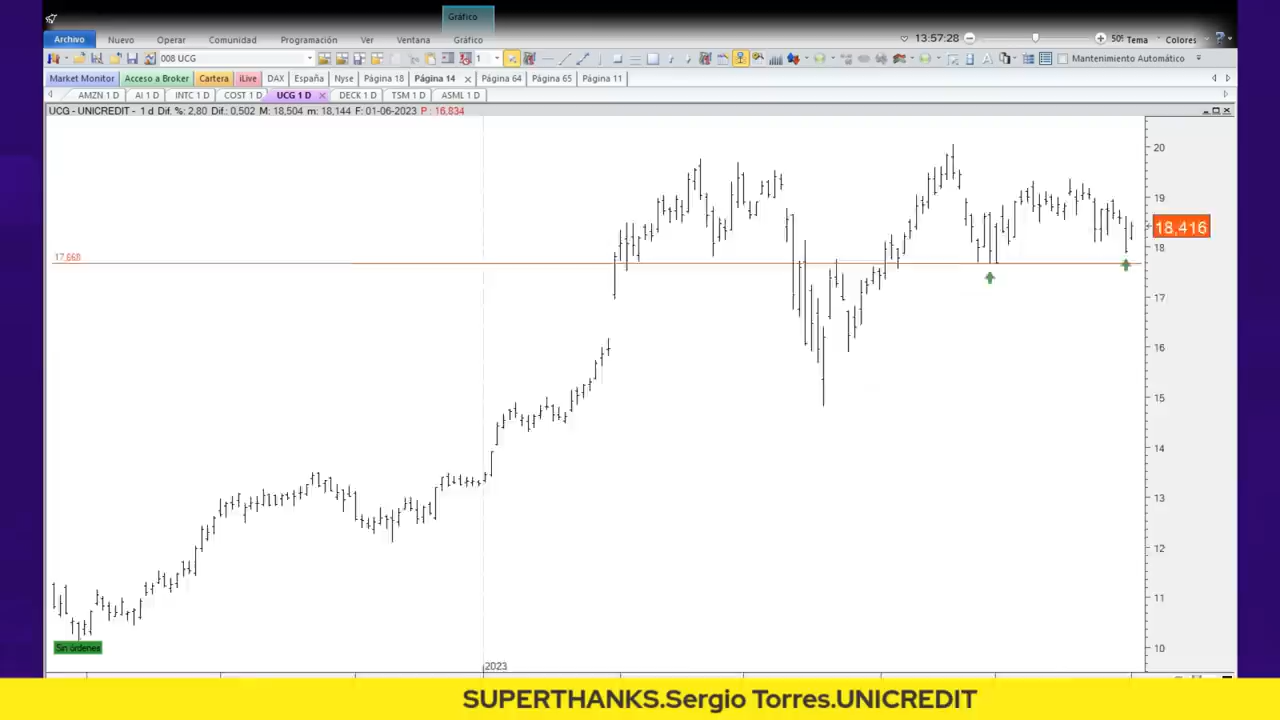 Gráfico
Archivo Nuevo Operar Comunidad Programación Ver Ventana Gráfico 13:57:28 50% Tema Colores
008 UCG 1 Mantenimiento Automático
Market Monitor Acceso a Broker Cartera iLive DAX España Nyse Página 18 Página 14 Página 64 Página 65 Página 11
AMZN 1 D AI 1 D INTC 1 D COST 1 D UCG 1 D DECK 1 D TSM 1 D ASML 1 D
UCG - UNICREDIT - 1 d Dif. %: 2,80 Dif.: 0,502 M: 18,504 m: 18,144 F: 01-06-2023 P : 16,834
20
19
18,416
18
17,668
17
16
15
14
13
12
11
10
Sin órdenes
2023
SUPERTHANKS.Sergio Torres.UNICREDIT